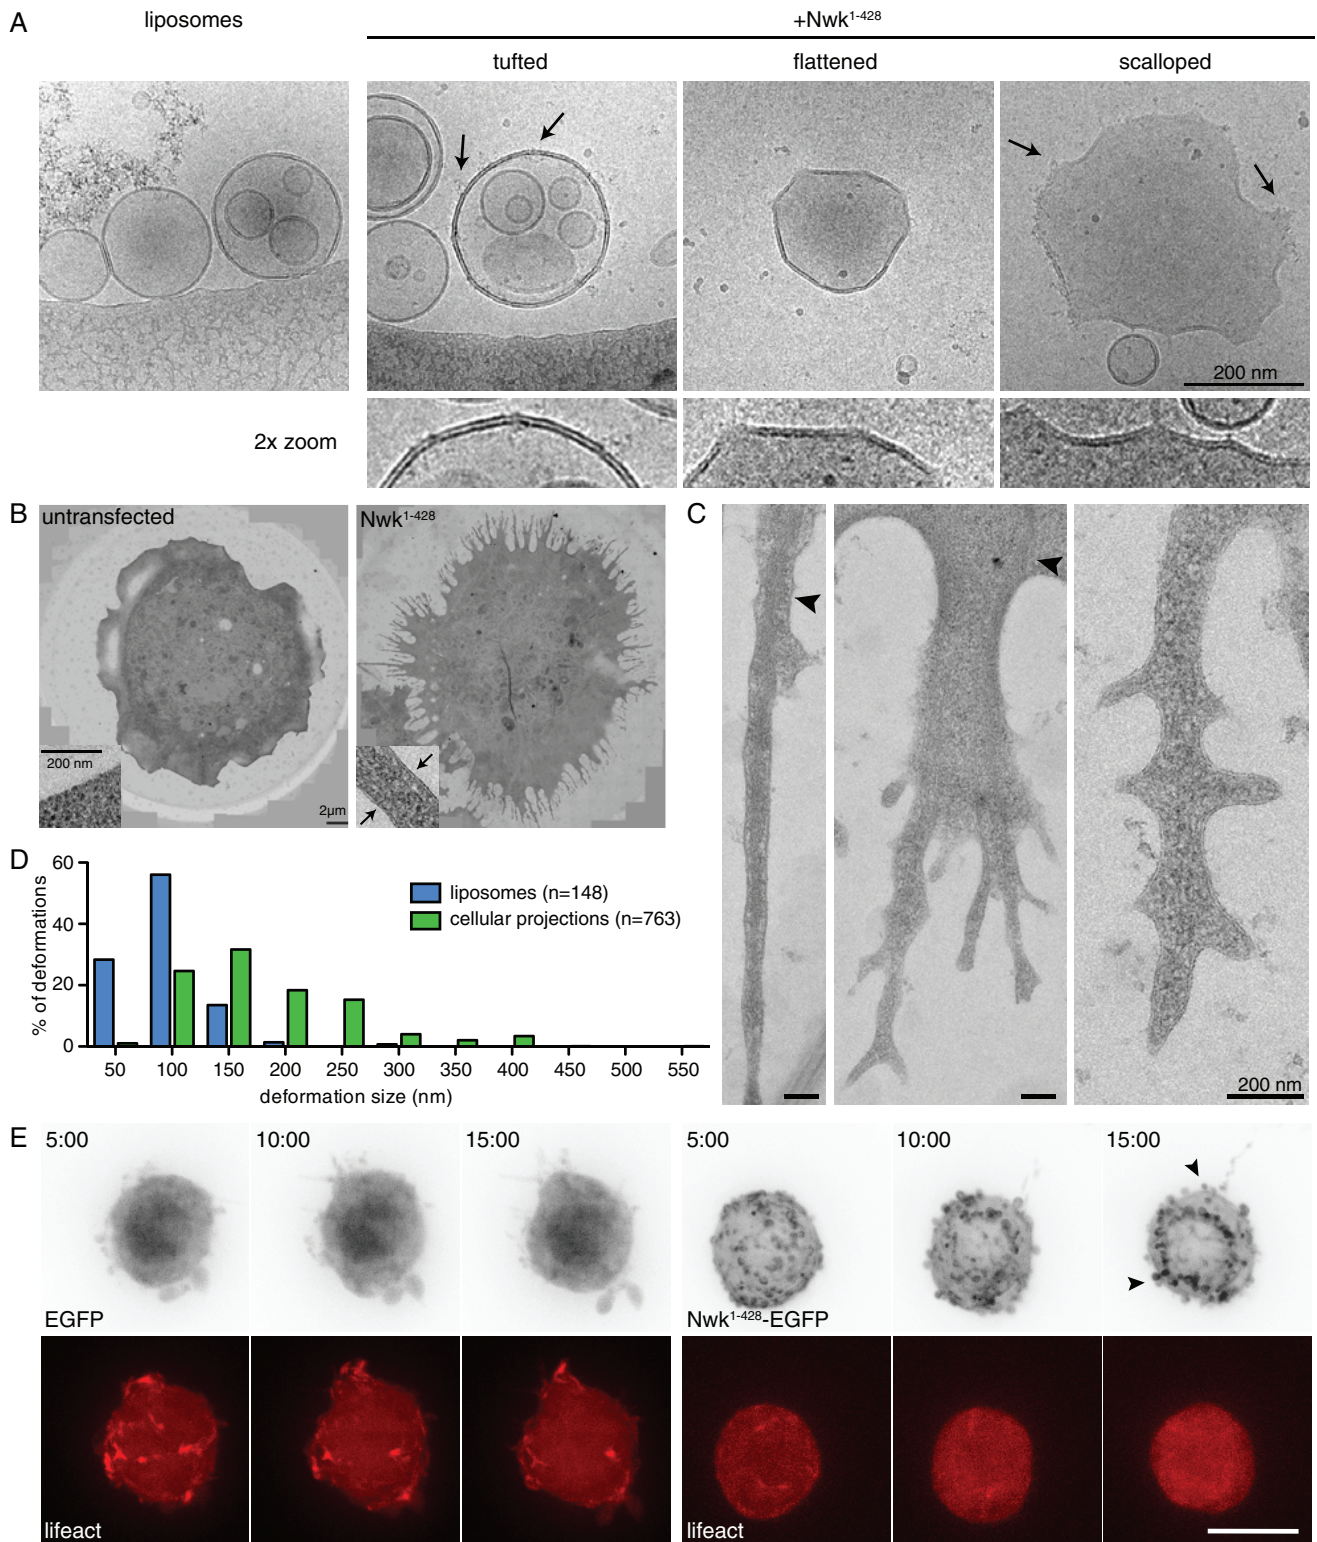 A
liposomes
+Nwk1-428
tufted
flattened
scalloped
200 nm
2x zoom
B
untransfected
200 nm
2μm
Nwk1-428
C
200 nm
D
% of deformations
60
40
20
0
liposomes (n=148)
cellular projections (n=763)
50 100 150 200 250 300 350 400 450 500 550
deformation size (nm)
E
5:00 10:00 15:00 5:00 10:00 15:00
EGFP
Nwk1-428-EGFP
lifeact
lifeact